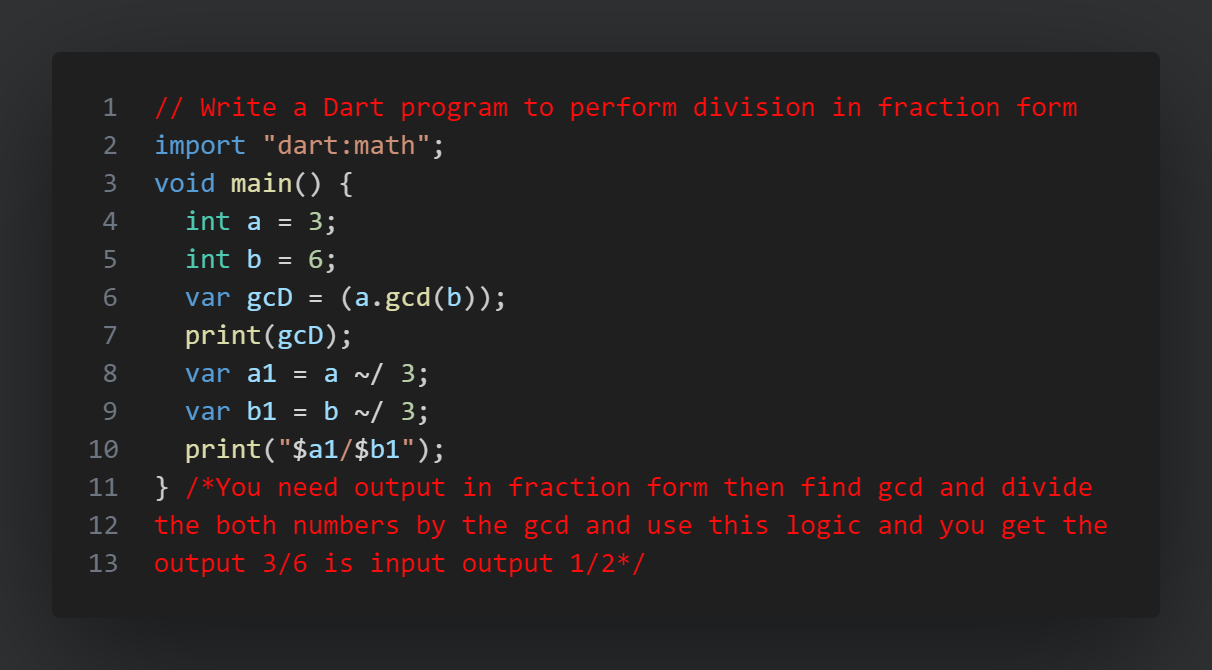 1 // Write a Dart program to perform division in fraction form
2 import "dart:math";
3 void main() {
4   int a = 3;
5   int b = 6;
6   var gcD = (a.gcd(b));
7   print(gcD);
8   var a1 = a ~/ 3;
9   var b1 = b ~/ 3;
10   print("$a1/$b1");
11 } /*You need output in fraction form then find gcd and divide
12 the both numbers by the gcd and use this logic and you get the
13 output 3/6 is input output 1/2*/